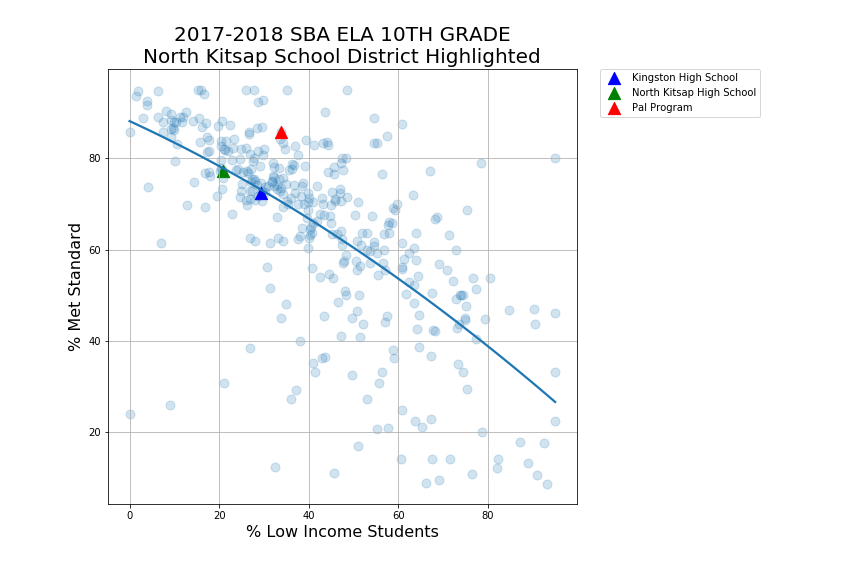 2017-2018 SBA ELA 10TH GRADE
North Kitsap School District Highlighted
Kingston High School
North Kitsap High School
Pal Program
% Met Standard
80
60
40
20
0 20 40 60 80
% Low Income Students